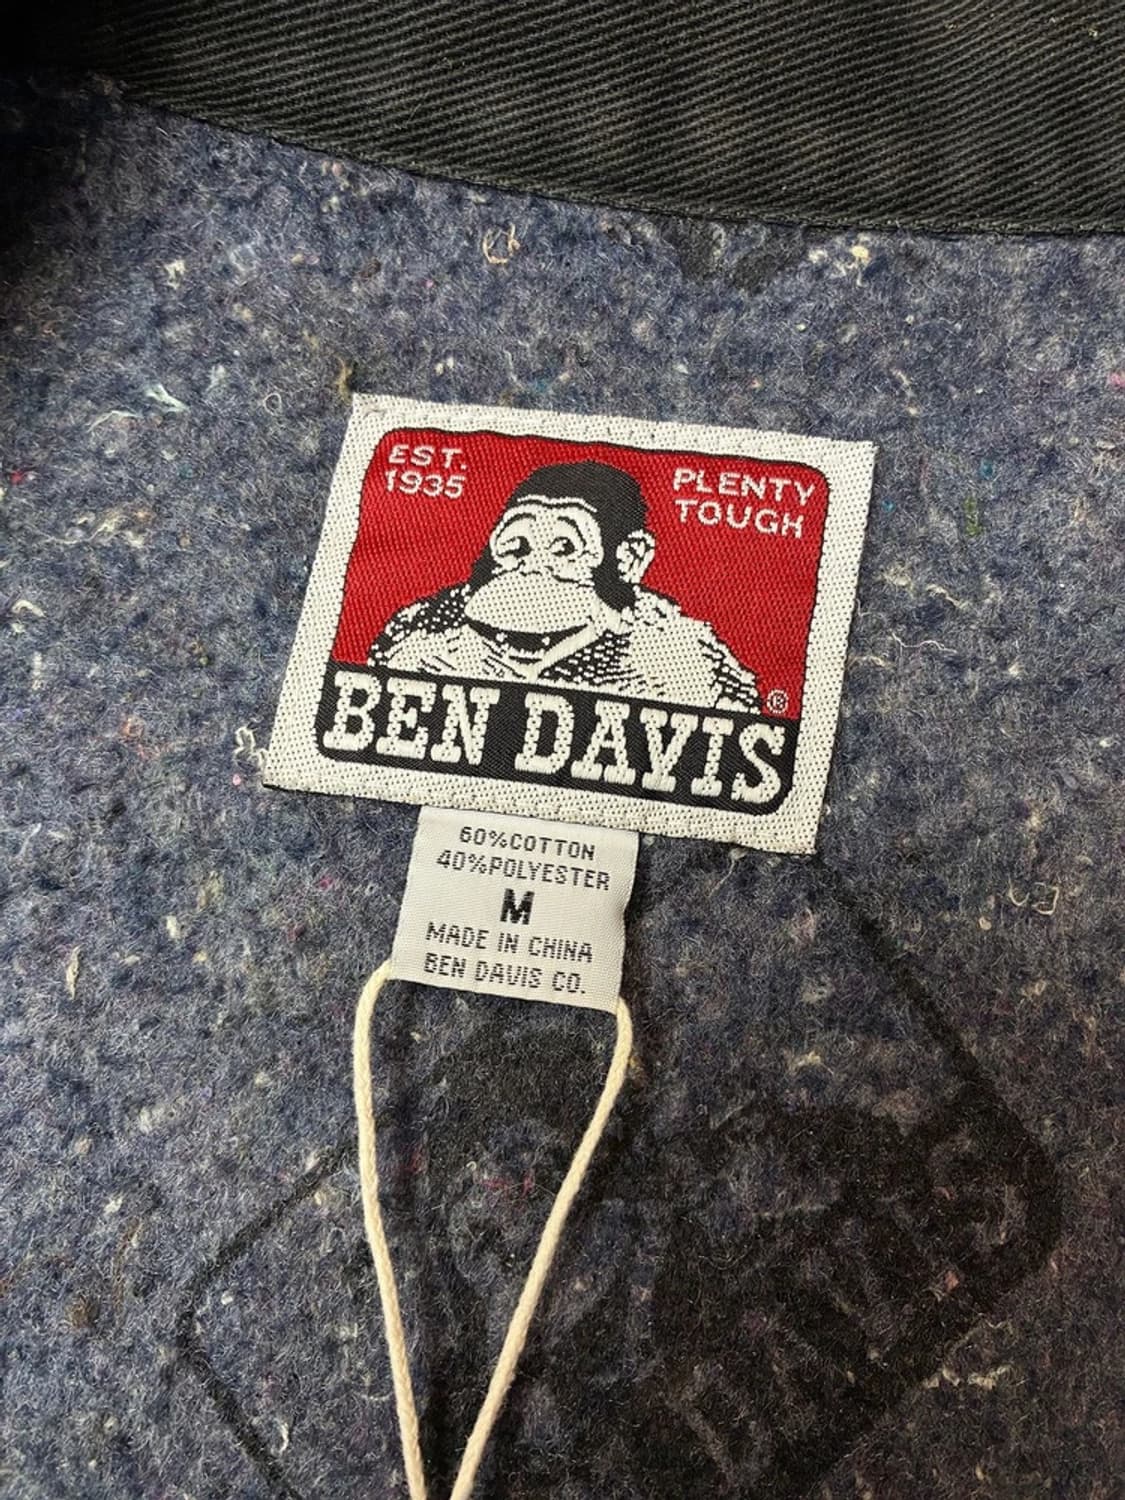 EST.
1935
PLENTY
TOUGH
BEN DAVIS
®
60%COTTON
40%POLYESTER
M
MADE IN CHINA
BEN DAVIS CO.